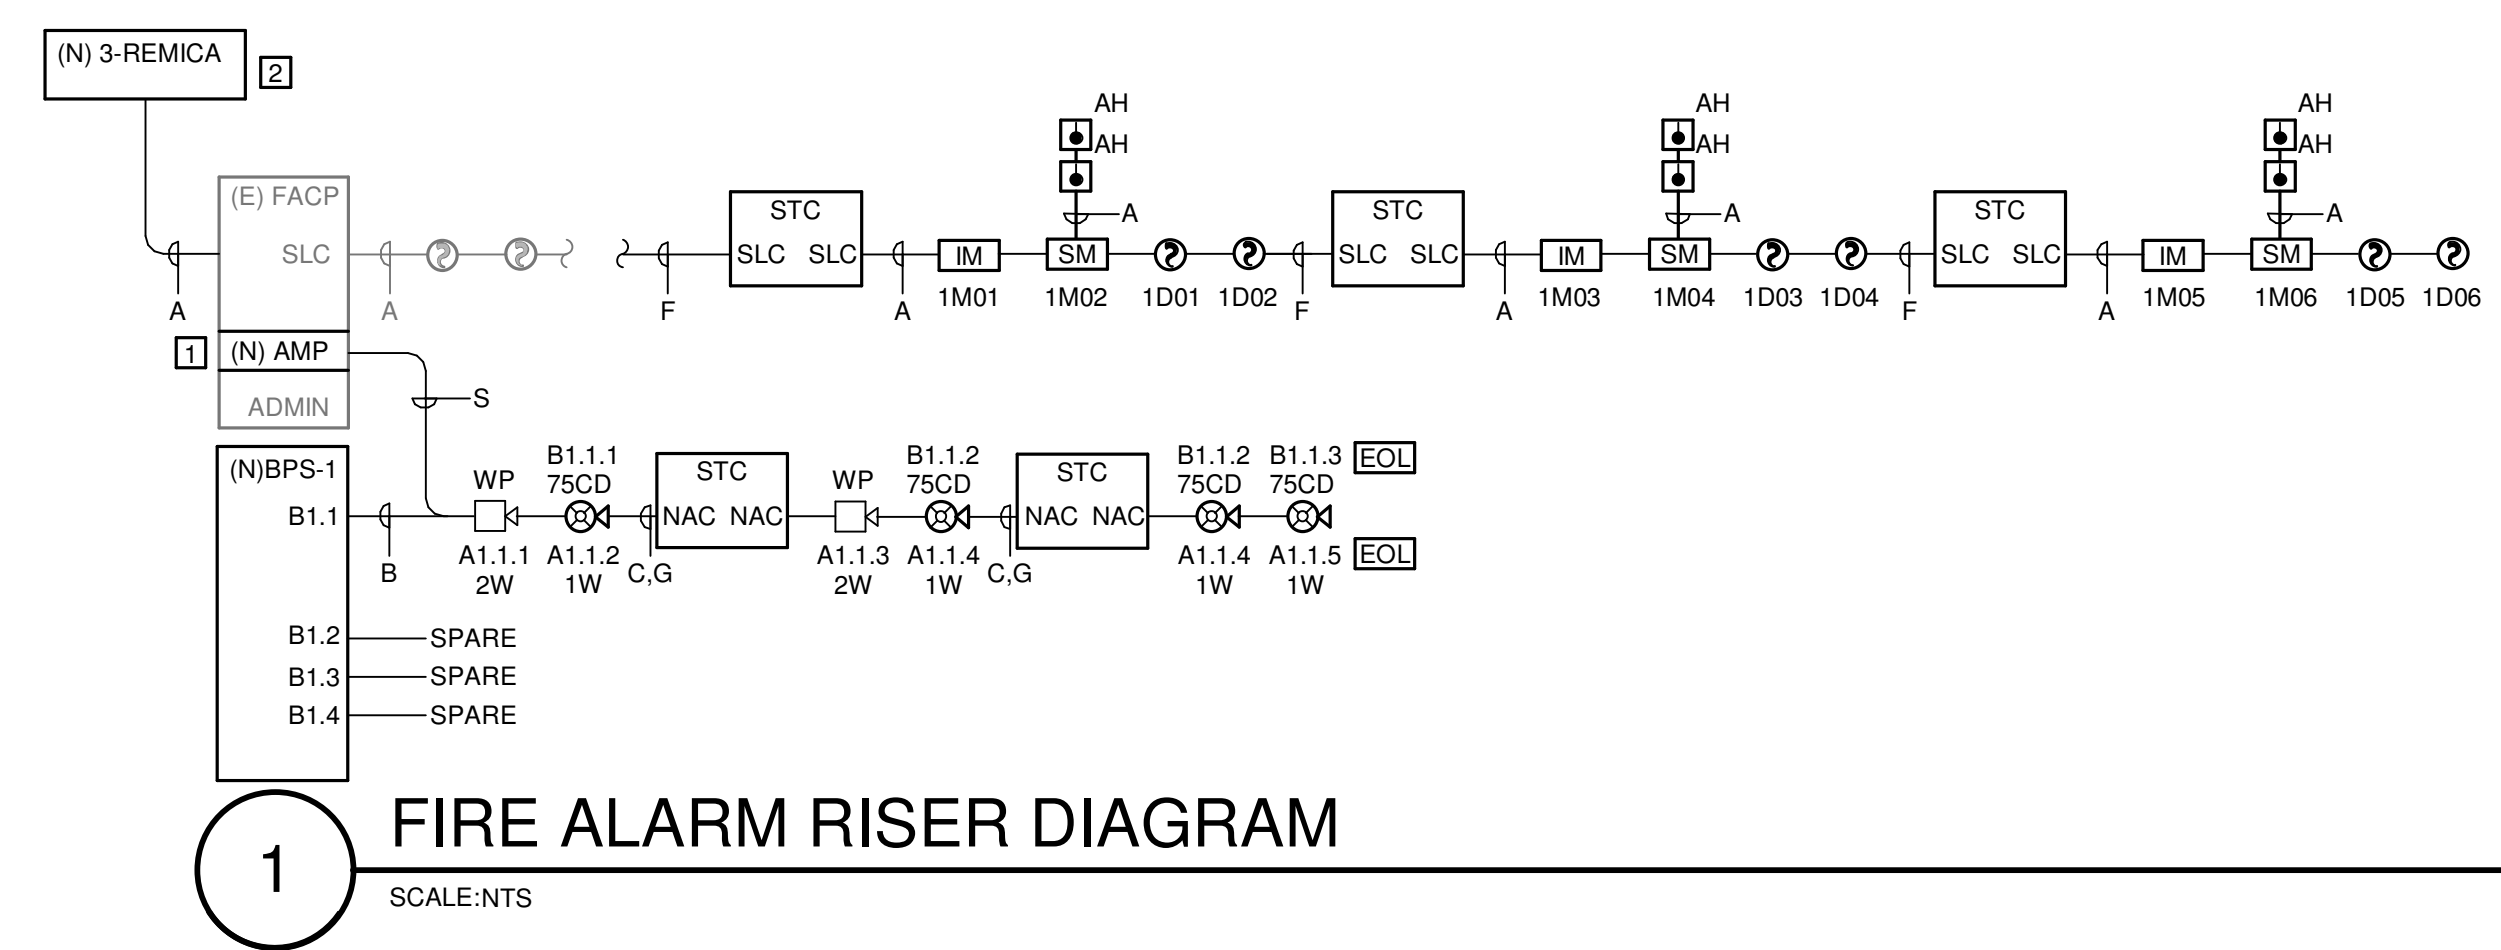 (N) 3-REMICA
2
(E) FACP
SLC
A
A
1
(N) AMP
ADMIN
S
F
STC
SLC SLC
A
IM
1M01
AH
AH
A
SM
1M02
1D01
1D02
F
STC
SLC SLC
A
IM
1M03
AH
AH
A
SM
1M04
1D03
1D04
F
STC
SLC SLC
A
IM
1M05
AH
AH
A
SM
1M06
1D05
1D06
(N)BPS-1
B1.1
B
B1.2
SPARE
B1.3
SPARE
B1.4
SPARE
WP
A1.1.1
2W
B1.1.1
75CD
A1.1.2
1W
C,G
STC
NAC NAC
WP
A1.1.3
2W
B1.1.2
75CD
A1.1.4
1W
C,G
STC
NAC NAC
B1.1.2
75CD
A1.1.4
1W
B1.1.3
75CD
A1.1.5
1W
EOL
EOL
1
FIRE ALARM RISER DIAGRAM
SCALE:NTS